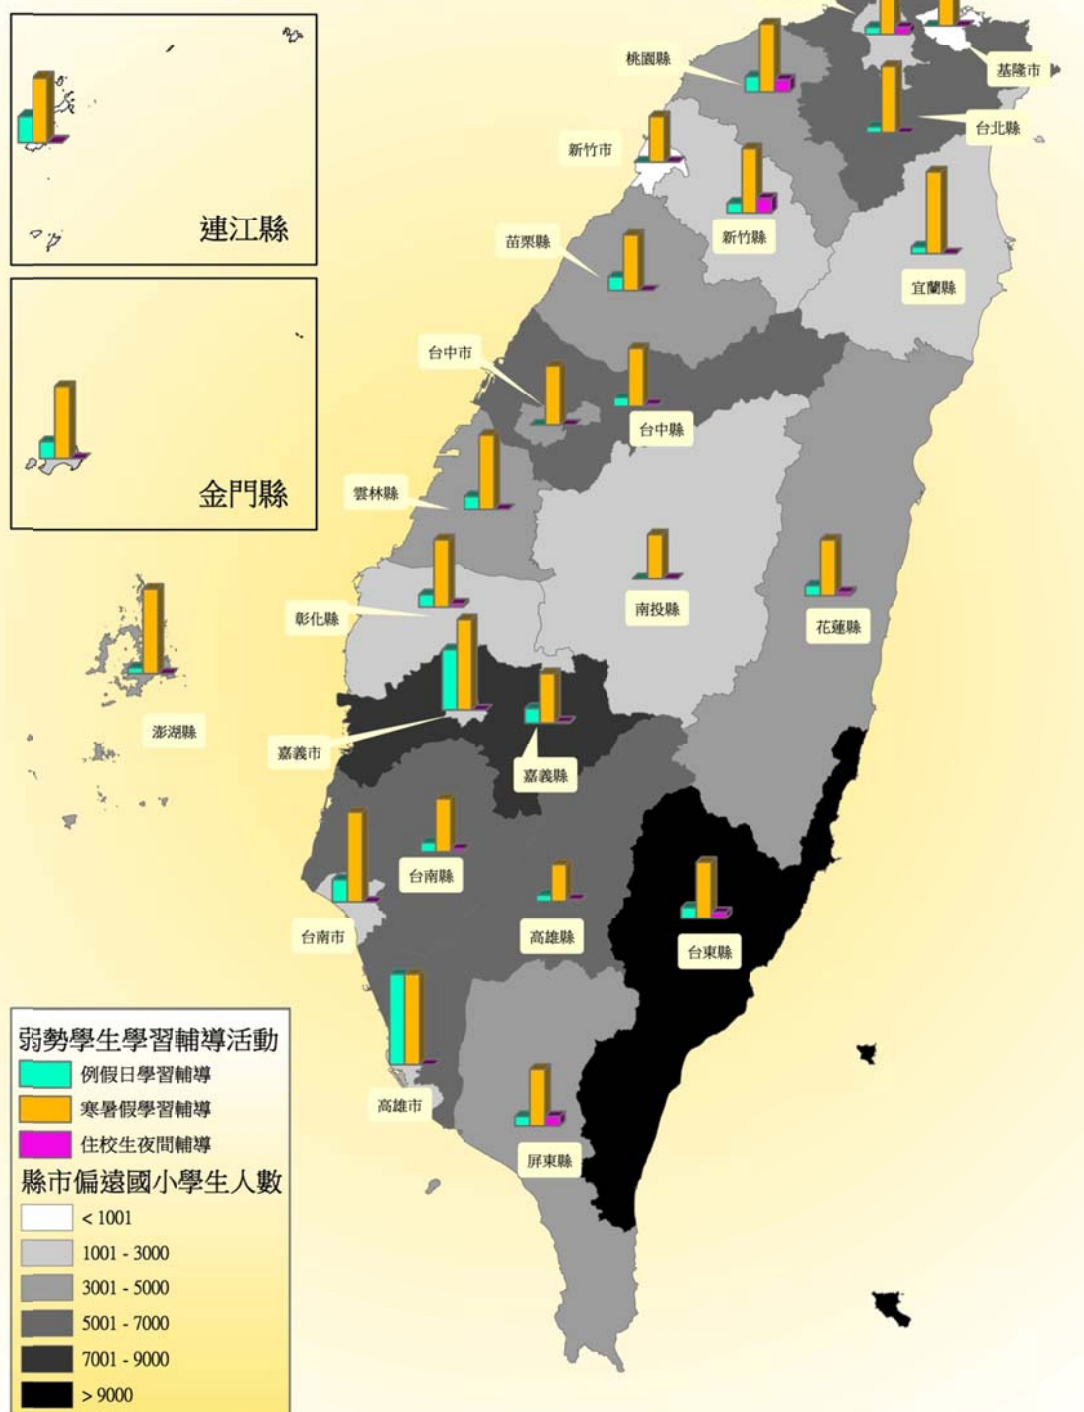 桃園縣
基隆市
台北縣
新竹市
連江縣
苗栗縣
新竹縣
宜蘭縣
台中市
台中縣
金門縣
雲林縣
南投縣
花蓮縣
彰化縣
澎湖縣
嘉義市
嘉義縣
台南縣
台南市
高雄縣
台東縣
高雄市
屏東縣
弱勢學生學習輔導活動
例假日學習輔導
寒暑假學習輔導
住校生夜間輔導
縣市偏遠國小學生人數
< 1001
1001 - 3000
3001 - 5000
5001 - 7000
7001 - 9000
> 9000